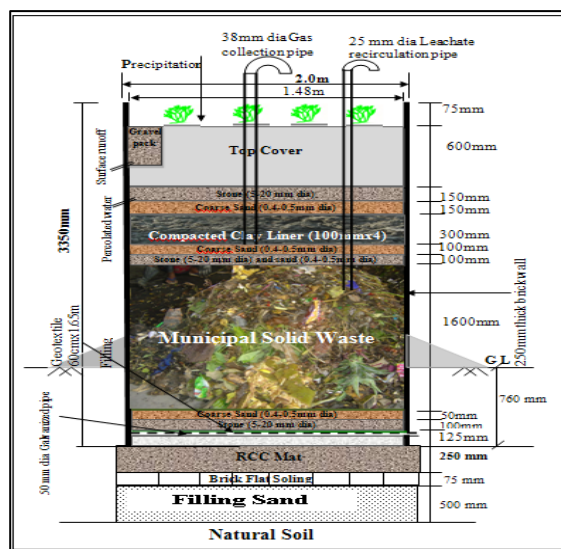 38mm dia Gas
collection pipe
25 mm dia Leachate
recirculation pipe
Precipitation
2.0m
1.48m
75mm
Gravel
pack
Top Cover
600mm
Surface runoff
Stone (5-20 mm dia)
150mm
Coarse Sand (0.4-0.5mm dia)
150mm
Percolated water
Compacted Clay Liner (100mmx4)
300mm
3350mm
Coarse Sand (0.4-0.5mm dia)
100mm
Stone (5-20 mm dia) and sand (0.4-0.5mm dia)
100mm
250mm thick brick wall
1600mm
Municipal Solid Waste
Geotextile
60cmx165m
Filling
G L
760 mm
Coarse Sand (0.4-0.5mm dia)
50mm
Stone (5-20 mm dia)
100mm
125mm
50 mm dia Galvanized pipe
RCC Mat
250 mm
Brick Flat Soling
75 mm
Filling Sand
500 mm
Natural Soil